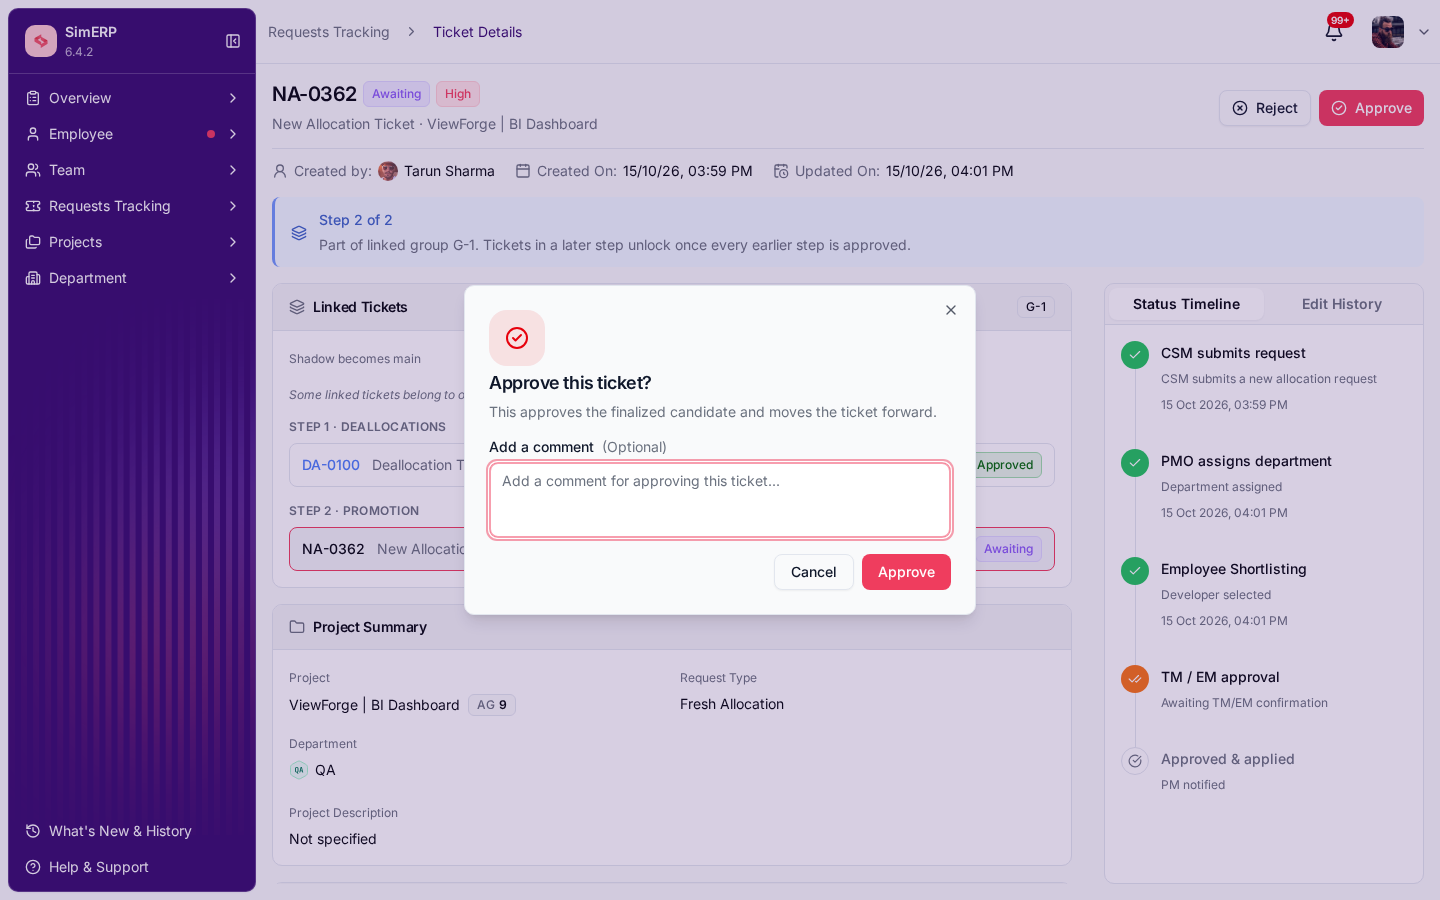 SimERP
6.4.2
Overview
Employee
Team
Requests Tracking
Projects
Department
What's New & History
Help & Support
Requests Tracking
Ticket Details
99+
NA-0362 Awaiting High
New Allocation Ticket · ViewForge | BI Dashboard
Reject
Approve
Created by: Tarun Sharma Created On: 15/10/26, 03:59 PM Updated On: 15/10/26, 04:01 PM
Step 2 of 2
Part of linked group G-1. Tickets in a later step unlock once every earlier step is approved.
Linked Tickets
G-1
Shadow becomes main
Some linked tickets belong to
STEP 1 · DEALLOCATIONS
DA-0100 Deallocation T
Approved
STEP 2 · PROMOTION
NA-0362 New Allocatio
Awaiting
Approve this ticket?
This approves the finalized candidate and moves the ticket forward.
Add a comment (Optional)
Add a comment for approving this ticket...
Cancel
Approve
Project Summary
Project
ViewForge | BI Dashboard AG 9
Request Type
Fresh Allocation
Department
QA QA
Project Description
Not specified
Status Timeline
Edit History
CSM submits request
CSM submits a new allocation request
15 Oct 2026, 03:59 PM
PMO assigns department
Department assigned
15 Oct 2026, 04:01 PM
Employee Shortlisting
Developer selected
15 Oct 2026, 04:01 PM
TM / EM approval
Awaiting TM/EM confirmation
Approved & applied
PM notified